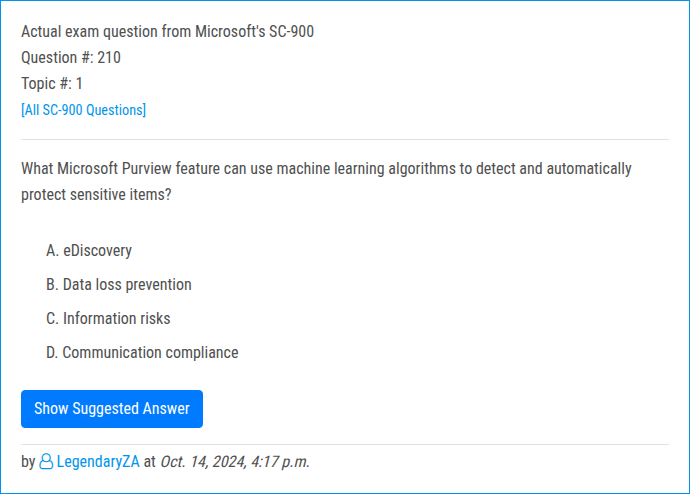 Actual exam question from Microsoft's SC-900
Question #: 210
Topic #: 1
[All SC-900 Questions]
What Microsoft Purview feature can use machine learning algorithms to detect and automatically
protect sensitive items?
A. eDiscovery
B. Data loss prevention
C. Information risks
D. Communication compliance
Show Suggested Answer
by LegendaryZA at Oct. 14, 2024, 4:17 p.m.